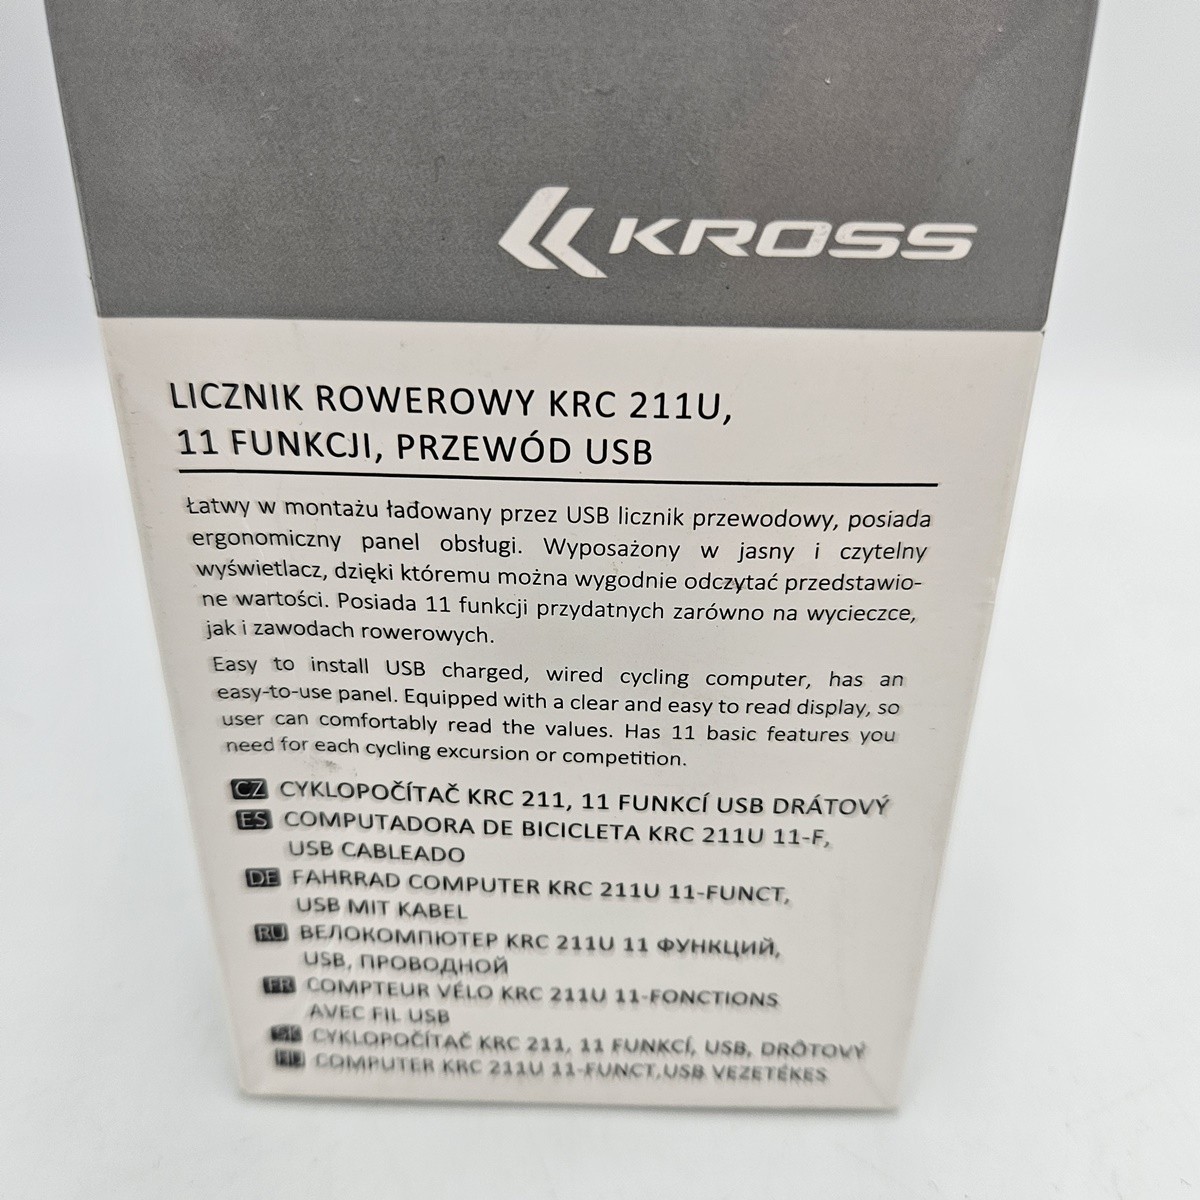 KROSS
LICZNIK ROWEROWY KRC 211U,
11 FUNKCJI, PRZEWÓD USB
Łatwy w montażu ładowany przez USB licznik przewodowy, posiada
ergonomiczny panel obsługi. Wyposażony w jasny i czytelny
wyświetlacz, dzięki któremu można wygodnie odczytać przedstawio-
ne wartości. Posiada 11 funkcji przydatnych zarówno na wycieczce,
jak i zawodach rowerowych.
Easy to install USB charged, wired cycling computer, has an
easy-to-use panel. Equipped with a clear and easy to read display, so
user can comfortably read the values. Has 11 basic features you
need for each cycling excursion or competition.
CZ CYKLOPOČÍTAČ KRC 211, 11 FUNKCÍ USB DRÁTOVÝ
ES COMPUTADORA DE BICICLETA KRC 211U 11-F,
USB CABLEADO
DE FAHRRAD COMPUTER KRC 211U 11-FUNCT,
USB MIT KABEL
RU ВЕЛОКОМПЮТЕР KRC 211U 11 ФУНКЦИЙ,
USB, ПРОВОДНОЙ
FR COMPTEUR VÉLO KRC 211U 11-FONCTIONS
AVEC FIL USB
CYKLOPOČÍTAČ KRC 211, 11 FUNKCÍ, USB, DRÔTOVÝ
COMPUTER KRC 211U 11-FUNCT,USB VEZETÉKES